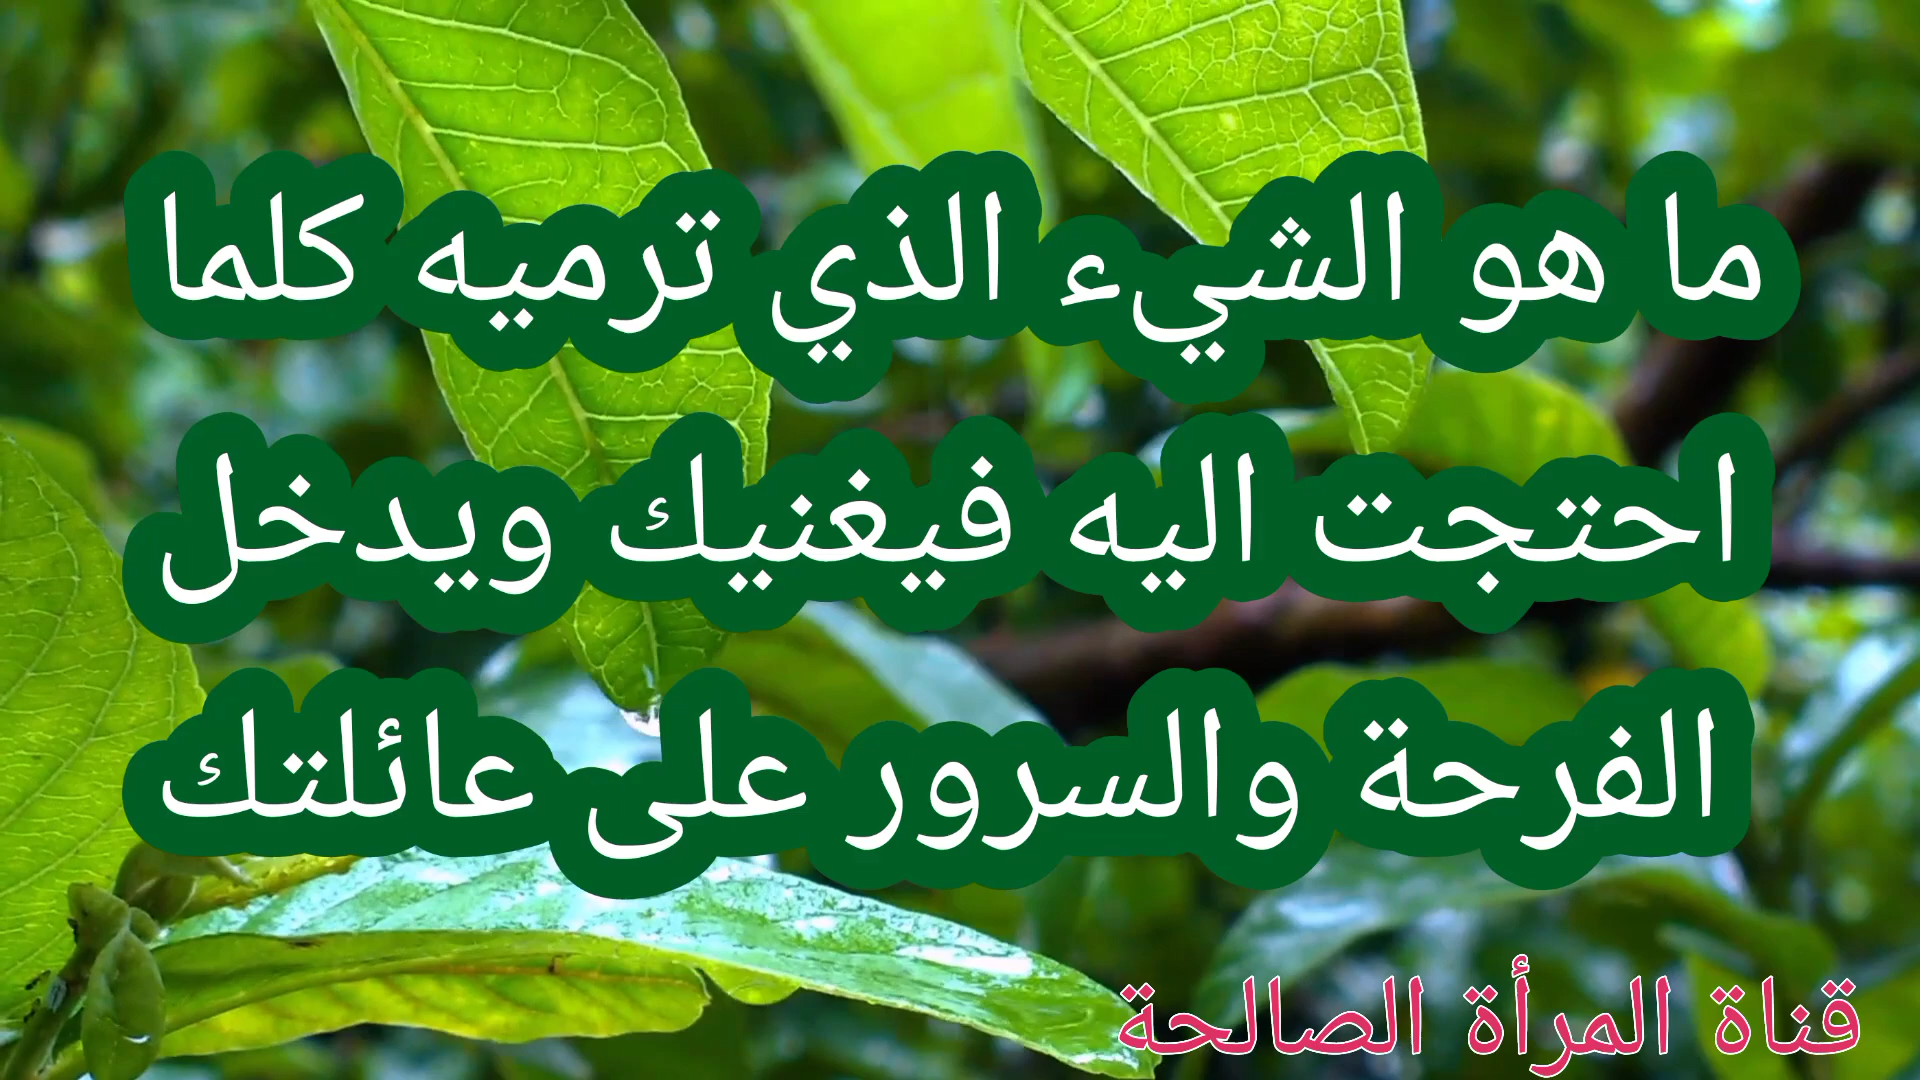 ما هو الشيء الذي ترميه كلما
احتجت اليه فيغنيك ويدخل
الفرحة والسرور على عائلتك
قناة المرأة الصالحة